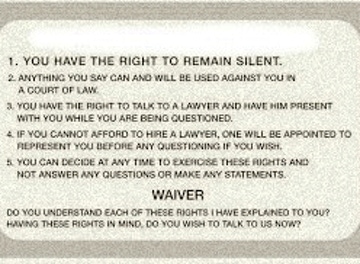 1. YOU HAVE THE RIGHT TO REMAIN SILENT.
2. ANYTHING YOU SAY CAN AND WILL BE USED AGAINST YOU IN
A COURT OF LAW.
3. YOU HAVE THE RIGHT TO TALK TO A LAWYER AND HAVE HIM PRESENT
WITH YOU WHILE YOU ARE BEING QUESTIONED.
4. IF YOU CANNOT AFFORD TO HIRE A LAWYER, ONE WILL BE APPOINTED TO
REPRESENT YOU BEFORE ANY QUESTIONING IF YOU WISH.
5. YOU CAN DECIDE AT ANY TIME TO EXERCISE THESE RIGHTS AND
NOT ANSWER ANY QUESTIONS OR MAKE ANY STATEMENTS.
WAIVER
DO YOU UNDERSTAND EACH OF THESE RIGHTS I HAVE EXPLAINED TO YOU?
HAVING THESE RIGHTS IN MIND, DO YOU WISH TO TALK TO US NOW?